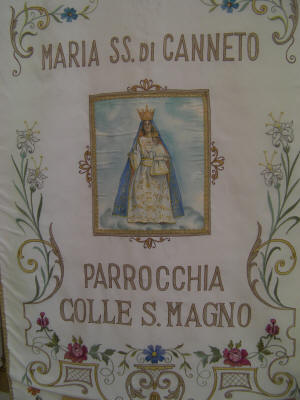 MARIA SS. Di CANNETO
PARROCCHIA
COLLE S. MAGNO